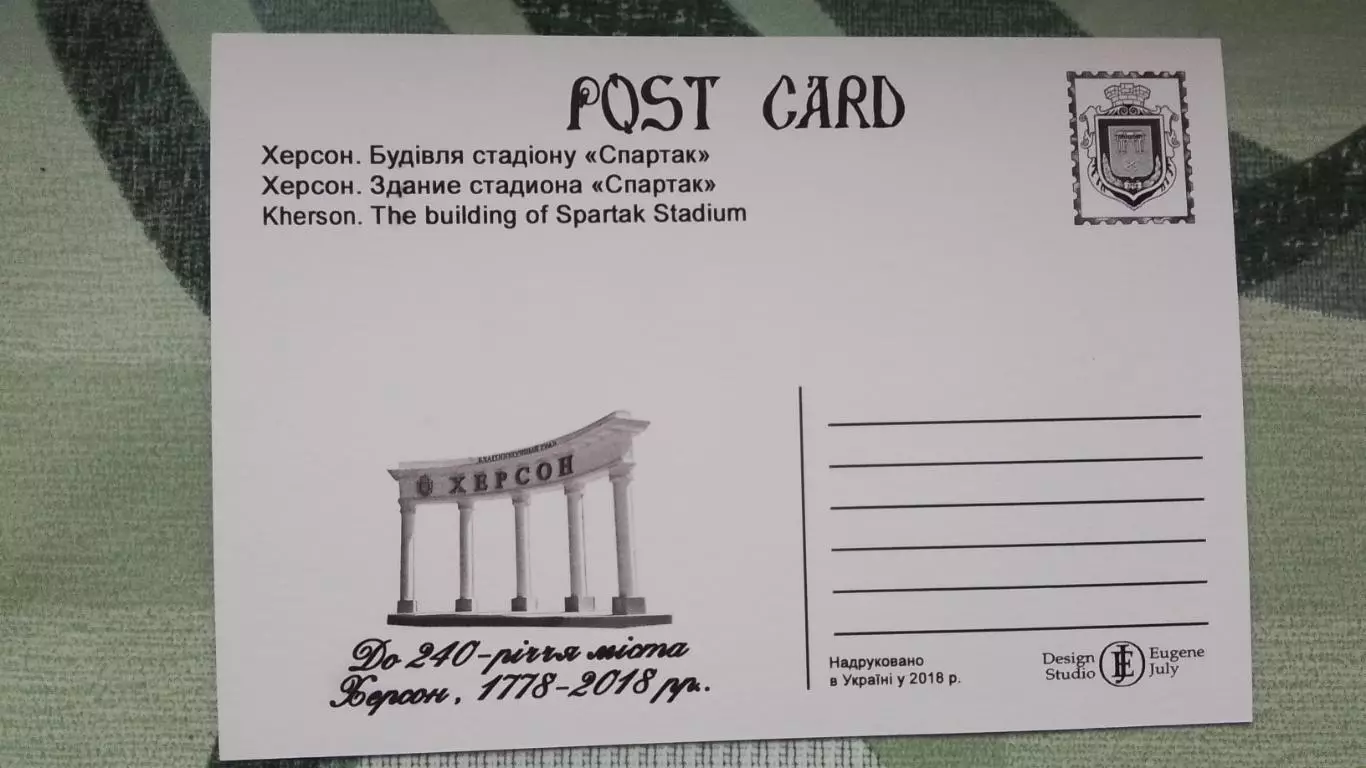 POST CARD
Херсон. Будівля стадіону «Спартак»
Херсон. Здание стадиона «Спартак»
Kherson. The building of Spartak Stadium
ХЕРСОН
До 240-річчя міста
Херсон, 1778-2018 рр.
Надруковано
в Україні у 2018 р.
Design
Studio
Eugene
July